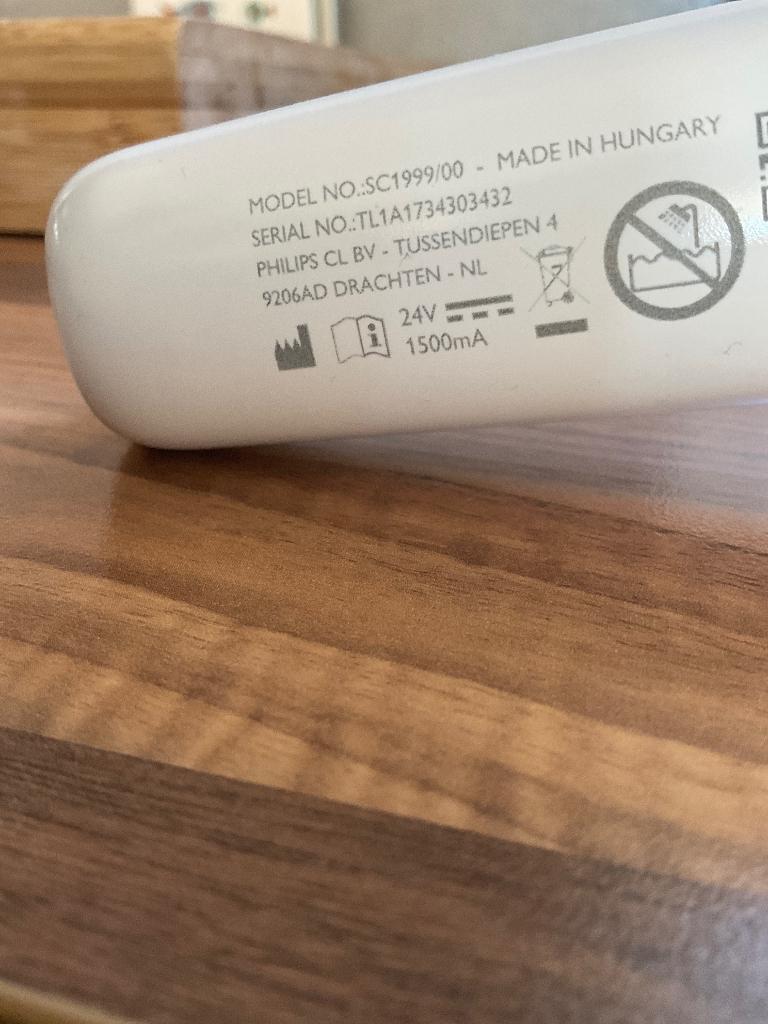 MODEL NO.:SC1999/00 - MADE IN HUNGARY
SERIAL NO.:TL1A1734303432
PHILIPS CL BV - TUSSENDIEPEN 4
9206AD DRACHTEN - NL
24V
1500mA